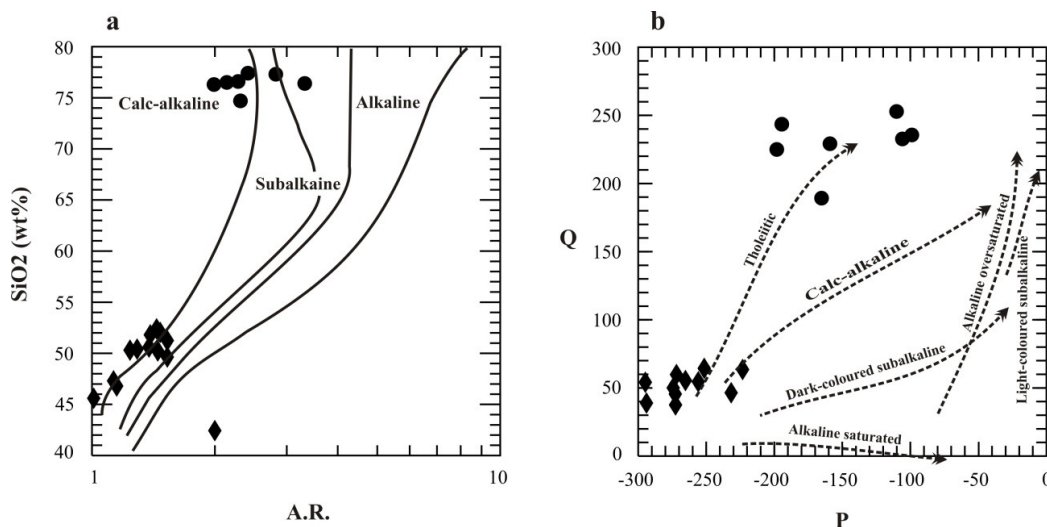 a
80
75
70
65
60
55
50
45
40
SiO2 (wt%)
Calc-alkaline
Alkaline
Subalkaine
1
10
A.R.
b
300
250
200
150
100
50
0
Q
Tholeiitic
Calc-alkaline
Dark-coloured subalkaline
Alkaline saturated
Alkaline oversaturated
Light-coloured subalkaline
-300
-250
-200
-150
-100
-50
0
P